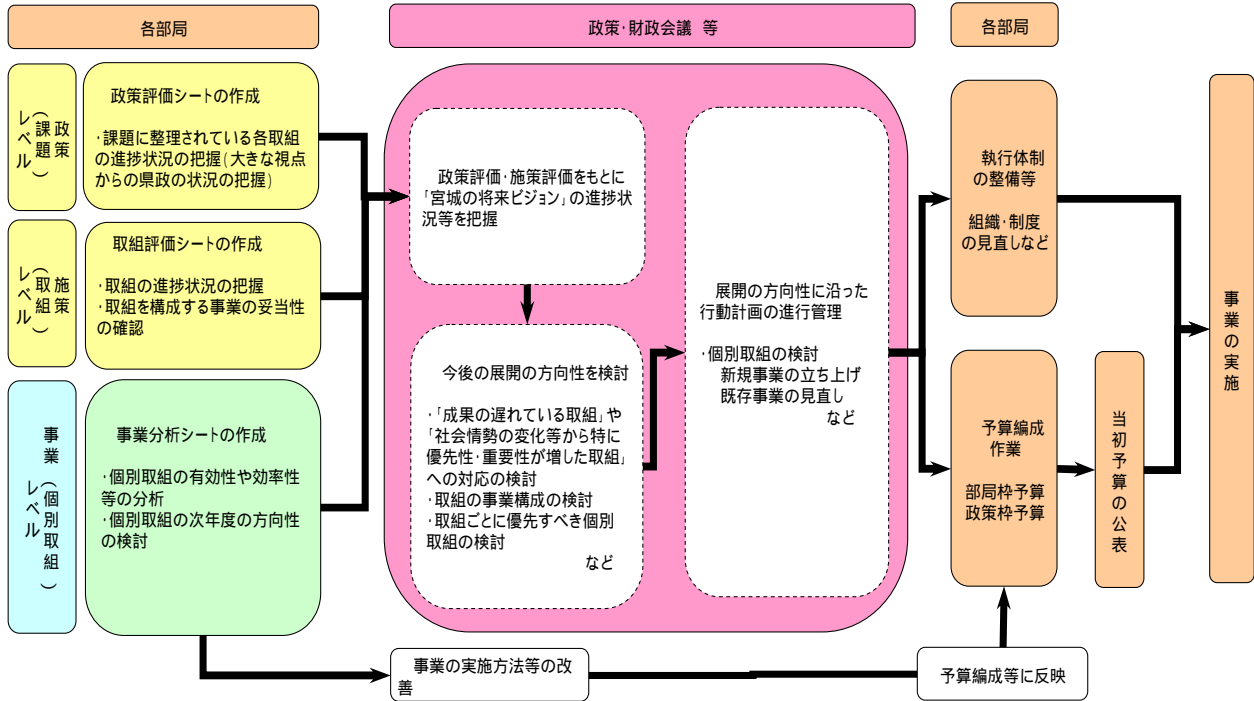 各部局
政策・財政会議 等
各部局
政策
(課題)
レベル
政策評価シートの作成
・課題に整理されている各取組
の進捗状況の把握(大きな視点
からの県政の状況の把握)
施策
(取組)
レベル
取組評価シートの作成
・取組の進捗状況の把握
・取組を構成する事業の妥当性
の確認
事業(個別取組)
レベル
事業分析シートの作成
・個別取組の有効性や効率性
等の分析
・個別取組の次年度の方向性
の検討
政策評価・施策評価をもとに
「宮城の将来ビジョン」の進捗状
況等を把握
今後の展開の方向性を検討
・「成果の遅れている取組」や
「社会情勢の変化等から特に
優先性・重要性が増した取組」
への対応の検討
・取組の事業構成の検討
・取組ごとに優先すべき個別
取組の検討
など
展開の方向性に沿った
行動計画の進行管理
・個別取組の検討
新規事業の立ち上げ
既存事業の見直し
など
執行体制
の整備等
組織・制度
の見直しなど
予算編成
作業
部局枠予算
政策枠予算
当初予算の公表
事業の実施
事業の実施方法等の改
善
予算編成等に反映